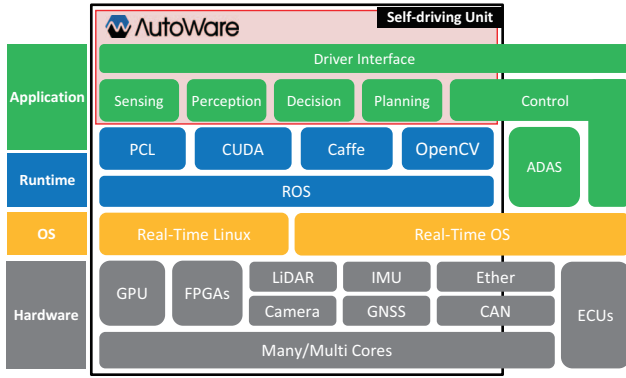 Self-driving Unit
AutoWare
Driver Interface
Application
Sensing
Perception
Decision
Planning
Control
PCL
CUDA
Caffe
OpenCV
ADAS
Runtime
ROS
OS
Real-Time Linux
Real-Time OS
Hardware
GPU
FPGAs
LiDAR
IMU
Ether
Camera
GNSS
CAN
ECUs
Many/Multi Cores